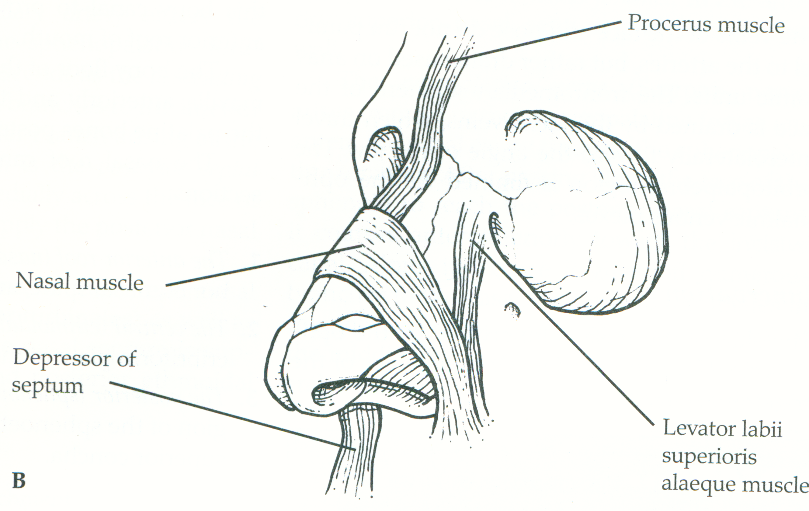 Procerus muscle
Nasal muscle
Depressor of
septum
Levator labii
superioris
alaeque muscle
B